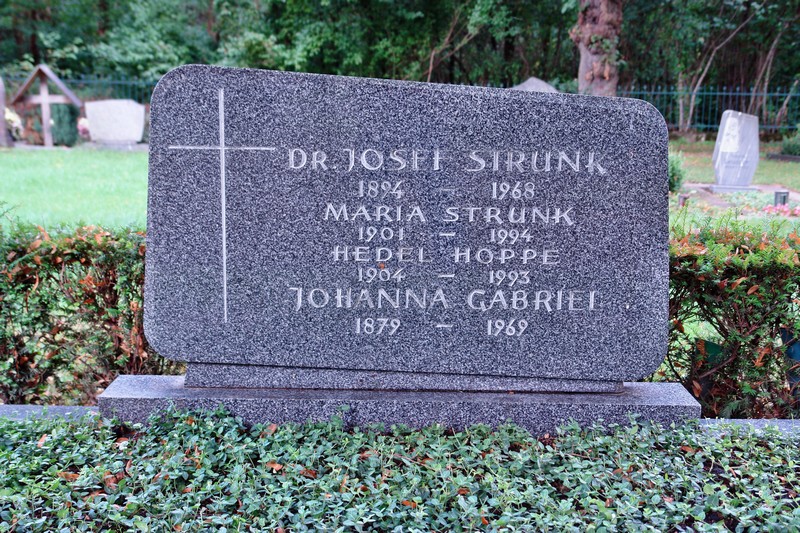 DR. JOSEF STRUNK
1894 – 1968
MARIA STRUNK
1901 – 1994
HEDEL HOPPE
1904 – 1993
JOHANNA GABRIEL
1879 – 1969